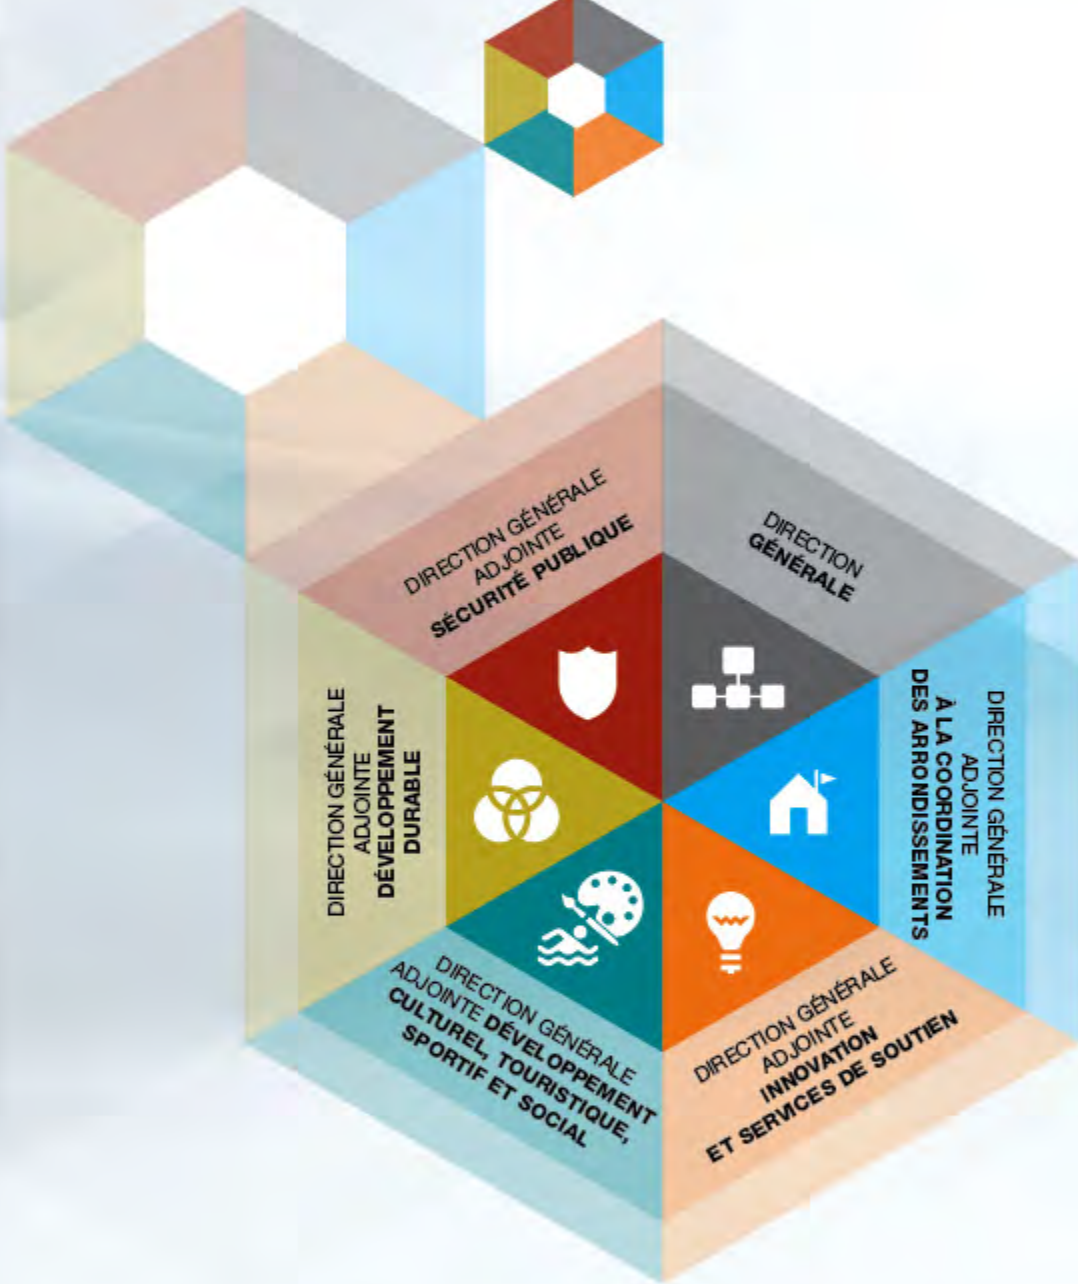 DIRECTION GÉNÉRALE
ADJOINTE
SÉCURITÉ PUBLIQUE
DIRECTION
GÉNÉRALE
DIRECTION GÉNÉRALE
ADJOINTE
À LA COORDINATION
DES ARRONDISSEMENTS
DIRECTION GÉNÉRALE
ADJOINTE
INNOVATION
ET SERVICES DE SOUTIEN
DIRECTION GÉNÉRALE
ADJOINTE DÉVELOPPEMENT
CULTUREL, TOURISTIQUE,
SPORTIF ET SOCIAL
DIRECTION GÉNÉRALE
ADJOINTE
DÉVELOPPEMENT
DURABLE